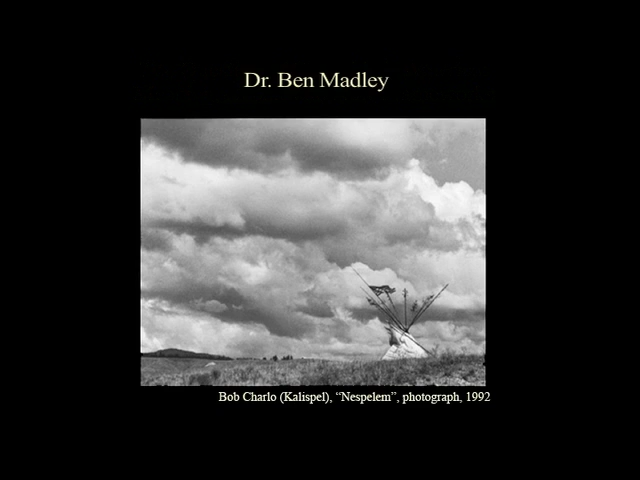 Dr. Ben Madley
Bob Charlo (Kalispel), “Nespelem”, photograph, 1992